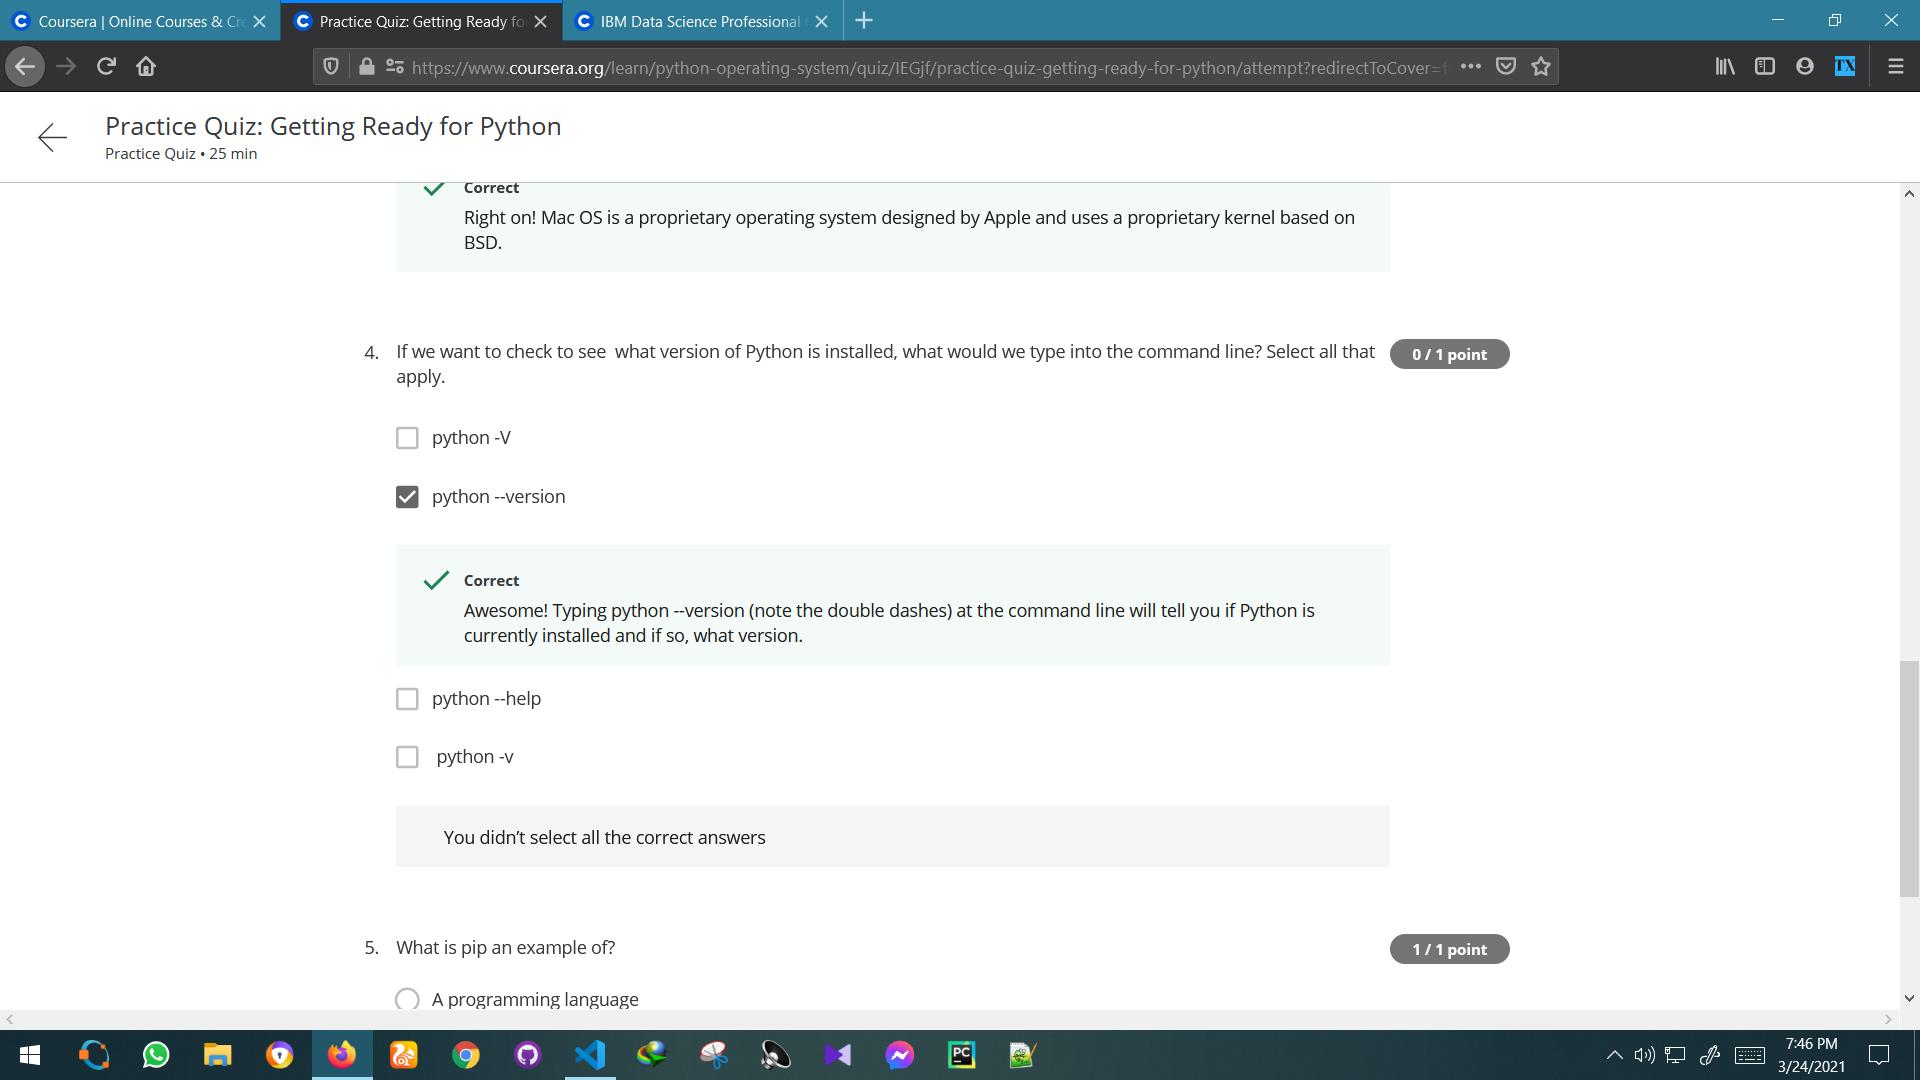 Coursera | Online Courses & Cre
Practice Quiz: Getting Ready fo
IBM Data Science Professional
https://www.coursera.org/learn/python-operating-system/quiz/IEGjf/practice-quiz-getting-ready-for-python/attempt?redirectToCover=
TX
Practice Quiz: Getting Ready for Python
Practice Quiz • 25 min
Correct
Right on! Mac OS is a proprietary operating system designed by Apple and uses a proprietary kernel based on
BSD.
4. If we want to check to see what version of Python is installed, what would we type into the command line? Select all that
apply.
0 / 1 point
python -V
python --version
Correct
Awesome! Typing python --version (note the double dashes) at the command line will tell you if Python is
currently installed and if so, what version.
python --help
python -v
You didn't select all the correct answers
5. What is pip an example of?
1 / 1 point
A programming language
PC
7:46 PM
3/24/2021